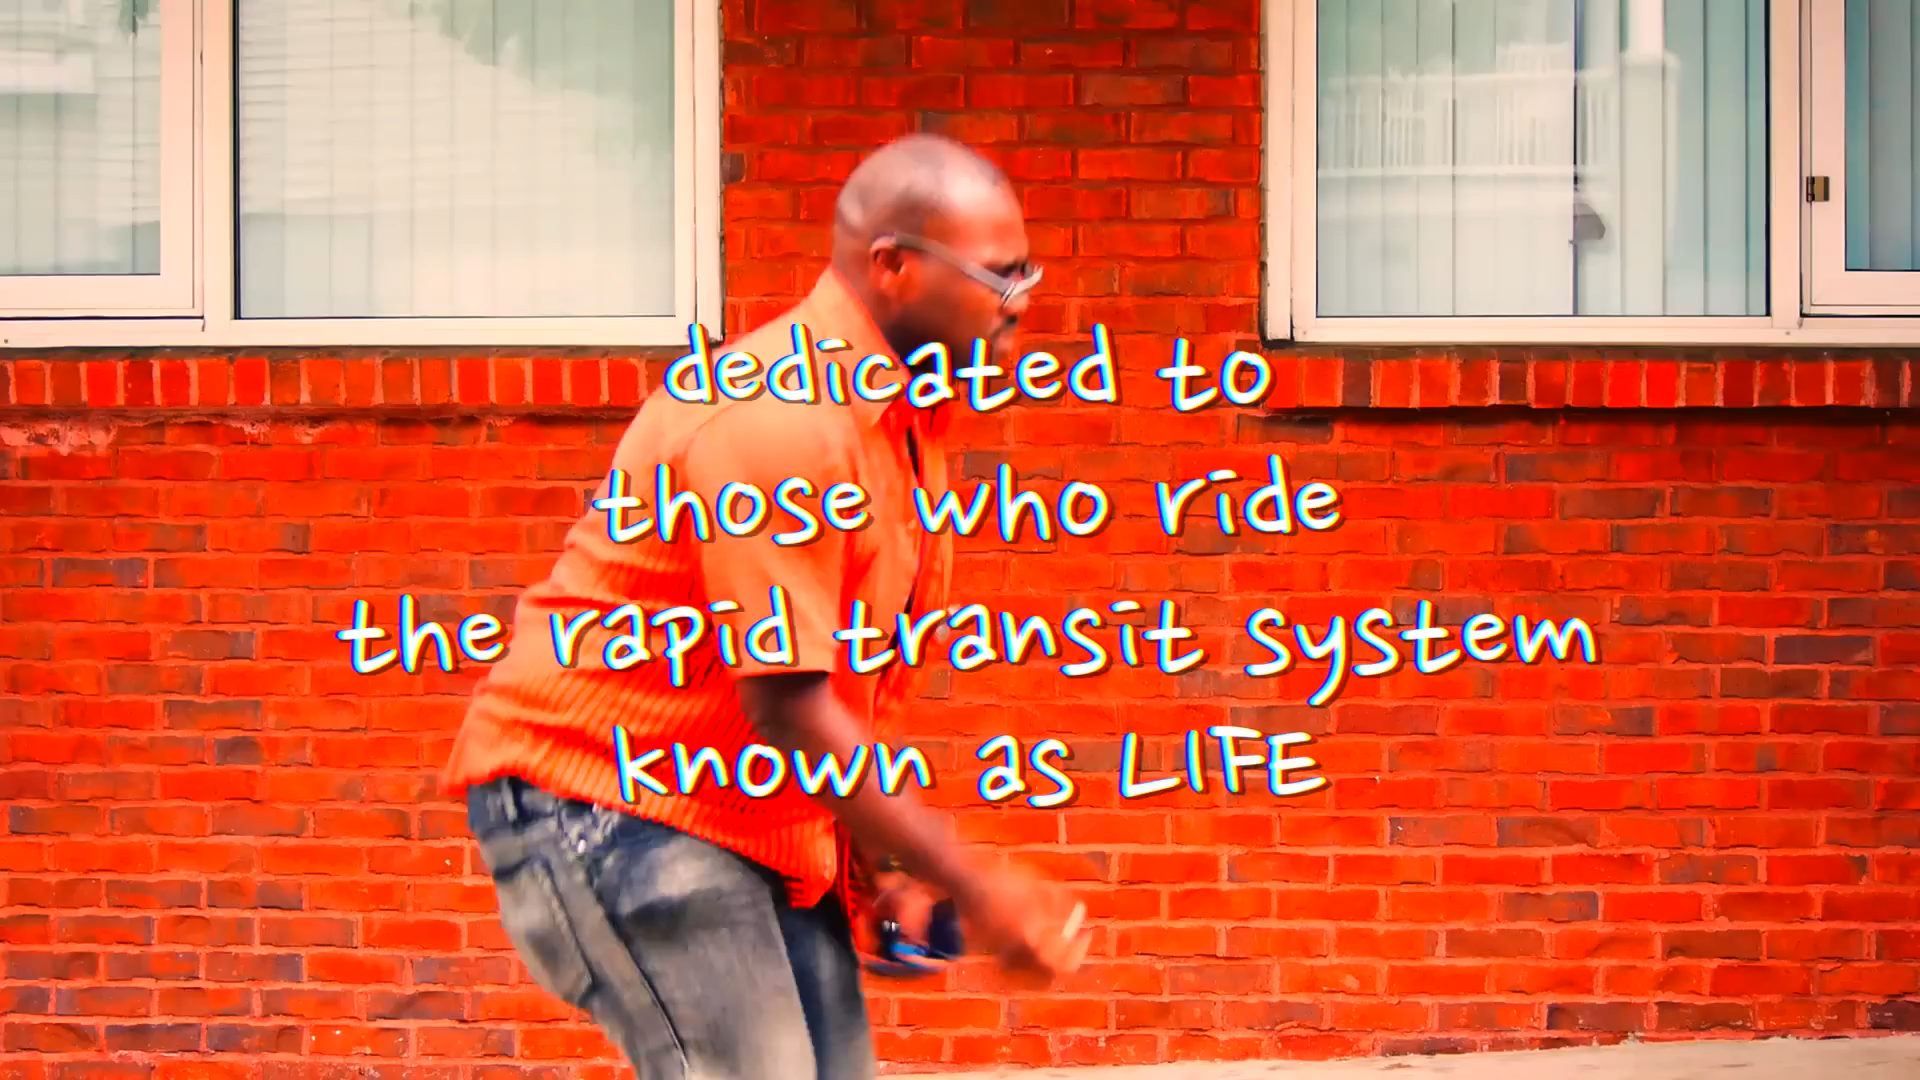 dedicated to
those who ride
the rapid transit system
known as LIFE